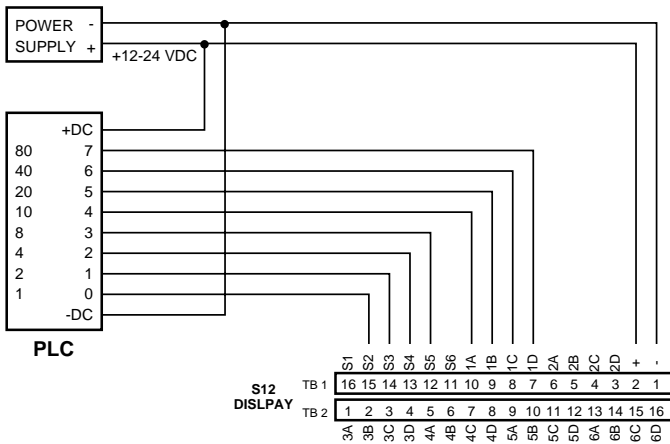 POWER -
SUPPLY +
+12-24 VDC
+DC
80 7
40 6
20 5
10 4
8 3
4 2
2 1
1 0
-DC
PLC
S1 S2 S3 S4 S5 S6 1A 1B 1C 1D 2A 2B 2C 2D + -
S12 TB 1 16 15 14 13 12 11 10 9 8 7 6 5 4 3 2 1
DISLPAY TB 2 1 2 3 4 5 6 7 8 9 10 11 12 13 14 15 16
3A 3B 3C 3D 4A 4B 4C 4D 5A 5B 5C 5D 6A 6B 6C 6D